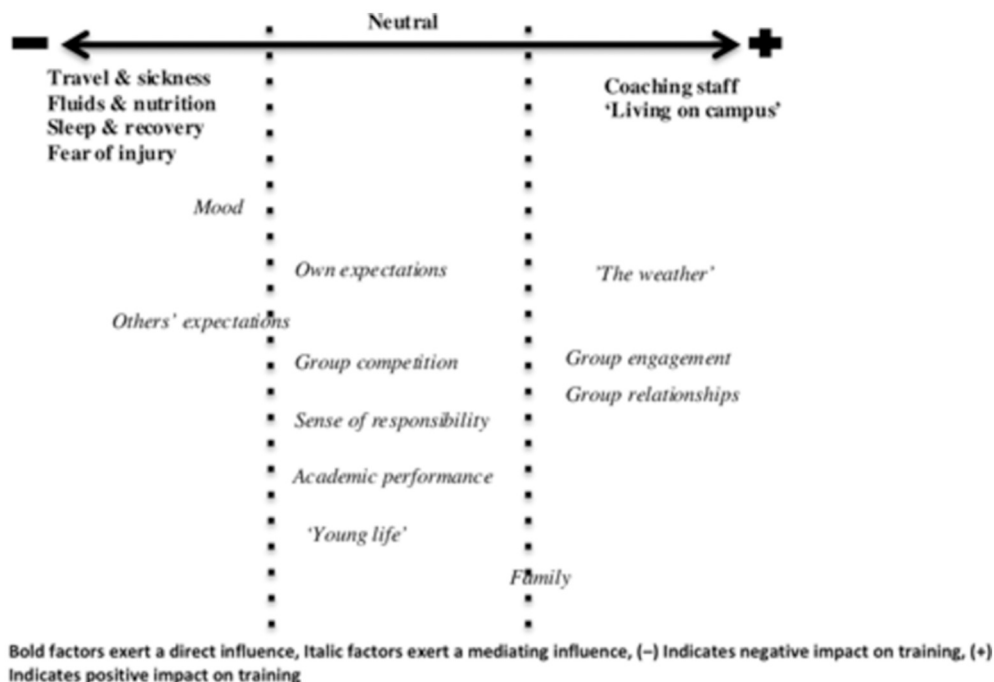 Neutral
Travel & sickness
Fluids & nutrition
Sleep & recovery
Fear of injury
Coaching staff
‘Living on campus’
Mood
Own expectations
’The weather’
Others’ expectations
Group competition
Group engagement
Group relationships
Sense of responsibility
Academic performance
‘Young life’
Family
Bold factors exert a direct influence, Italic factors exert a mediating influence, (−) Indicates negative impact on training, (+)
Indicates positive impact on training